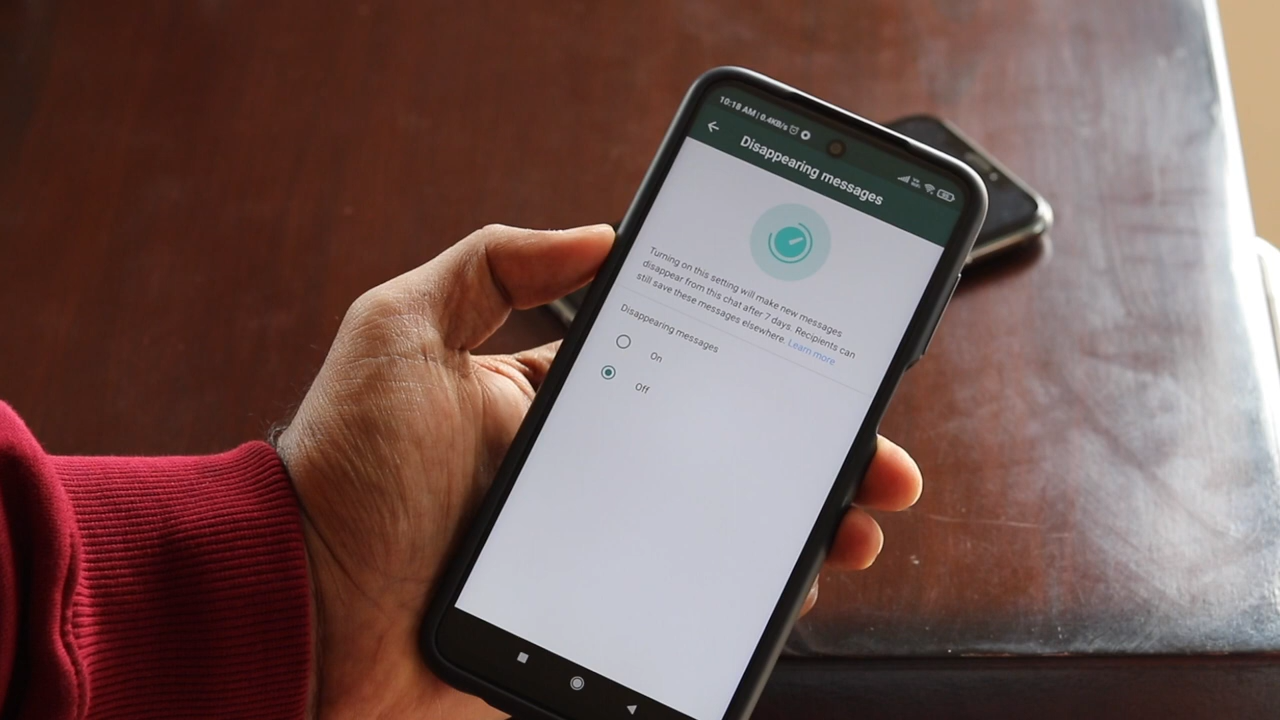 10:18 AM | 0.4KB/s
Disappearing messages
Turning on this setting will make new messages
disappear from this chat after 7 days. Recipients can
still save these messages elsewhere. Learn more
Disappearing messages
On
Off